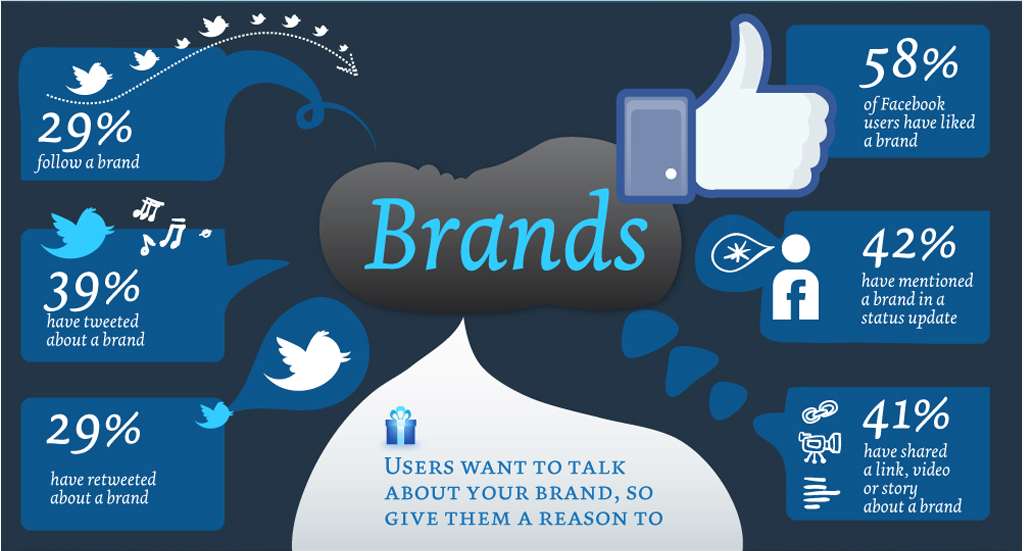 29%
follow a brand
39%
have tweeted
about a brand
29%
have retweeted
about a brand
Brands
USERS WANT TO TALK
ABOUT YOUR BRAND, SO
GIVE THEM A REASON TO
58%
of Facebook
users have liked
a brand
42%
have mentioned
a brand in a
status update
41%
have shared
a link, video
or story
about a brand